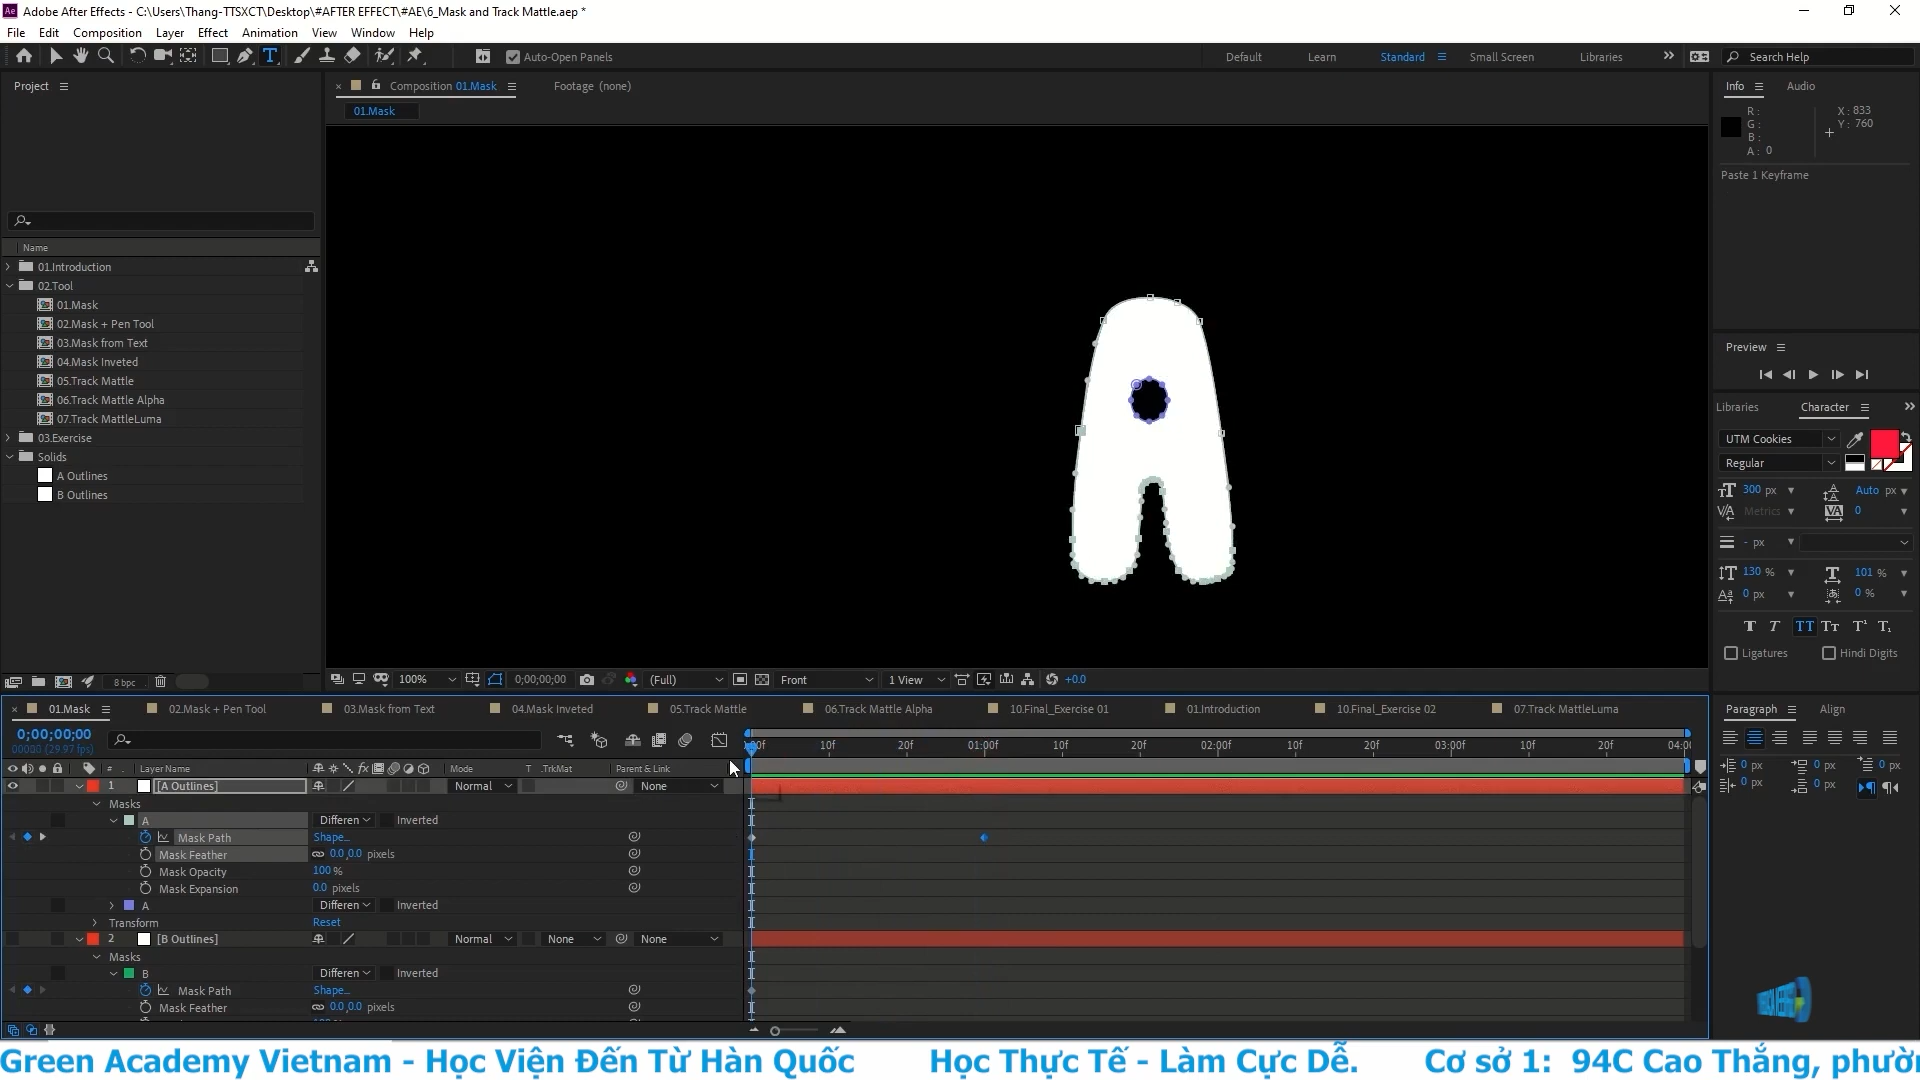 Adobe After Effects - C:\Users\Thang-TTSXCT\Desktop\#AFTER EFFECT\#AE\6_Mask and Track Mattle.aep *
File Edit Composition Layer Effect Animation View Window Help
Auto-Open Panels Default Learn Standard Small Screen Libraries Search Help
Project
Composition 01.Mask Footage (none)
01.Mask
Info Audio
R : X : 833
G : Y : 760
B :
A : 0
Paste 1 Keyframe
Name
01.Introduction
02.Tool
01.Mask
02.Mask + Pen Tool
03.Mask from Text
04.Mask Inveted
05.Track Mattle
06.Track Mattle Alpha
07.Track MattleLuma
03.Exercise
Solids
A Outlines
B Outlines
8 bpc
A
100% 0;00;00;00 (Full) Front 1 View +0.0
Preview
Libraries Character
UTM Cookies
Regular
300 px Auto px
Metrics 0
- px
130 % 101 %
0 px 0 %
Ligatures Hindi Digits
Paragraph Align
0 px 0 px 0 px
0 px 0 px
01.Mask 02.Mask + Pen Tool 03.Mask from Text 04.Mask Inveted 05.Track Mattle 06.Track Mattle Alpha 10.Final_Exercise 01 01.Introduction 10.Final_Exercise 02 07.Track MattleLuma
0;00;00;00
00000 (29.97 fps)
10f 20f 01:00f 10f 20f 02:00f 10f 20f 03:00f 10f 20f 04:0
# Layer Name Mode T .TrkMat Parent & Link
1 [A Outlines] Normal None
Masks
A Differen Inverted
Mask Path Shape...
Mask Feather 0.0,0.0 pixels
Mask Opacity 100 %
Mask Expansion 0.0 pixels
A Differen Inverted
Transform Reset
2 [B Outlines] Normal None None
Masks
B Differen Inverted
Mask Path Shape...
Mask Feather 0.0,0.0 pixels
Green Academy Vietnam - Học Viện Đến Từ Hàn Quốc Học Thực Tế - Làm Cực Dễ. Cơ sở 1: 94C Cao Thắng, phườn